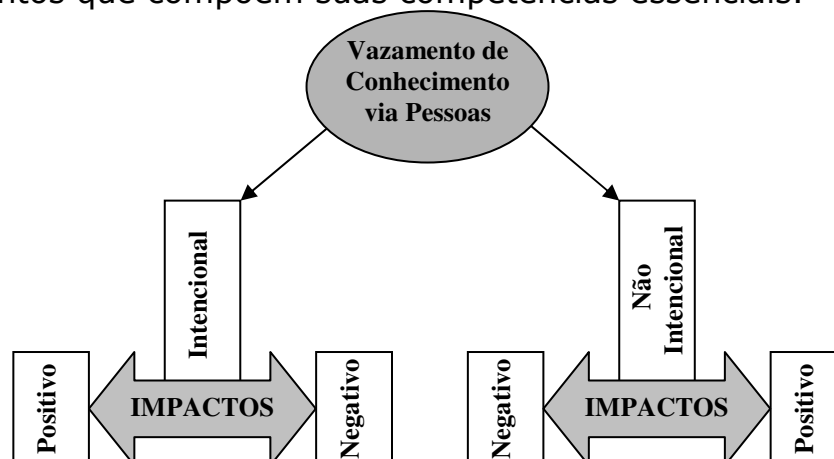 ntos que compõem suas competências essenciais.
Vazamento de
Conhecimento
via Pessoas
Intencional
Não
Intencional
Positivo
IMPACTOS
Negativo
Negativo
IMPACTOS
Positivo